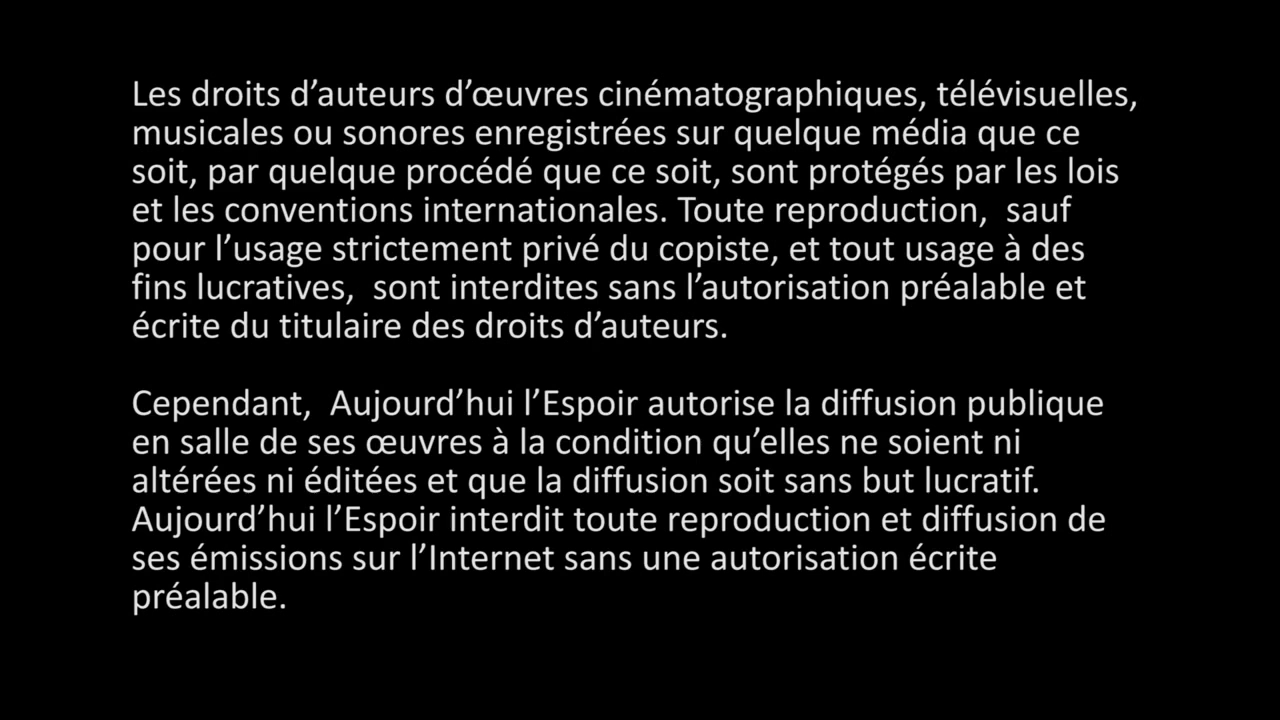 Les droits d’auteurs d’œuvres cinématographiques, télévisuelles,
musicales ou sonores enregistrées sur quelque média que ce
soit, par quelque procédé que ce soit, sont protégés par les lois
et les conventions internationales. Toute reproduction,  sauf
pour l’usage strictement privé du copiste, et tout usage à des
fins lucratives,  sont interdites sans l’autorisation préalable et
écrite du titulaire des droits d’auteurs.
Cependant,  Aujourd’hui l’Espoir autorise la diffusion publique
en salle de ses œuvres à la condition qu’elles ne soient ni
altérées ni éditées et que la diffusion soit sans but lucratif.
Aujourd’hui l’Espoir interdit toute reproduction et diffusion de
ses émissions sur l’Internet sans une autorisation écrite
préalable.